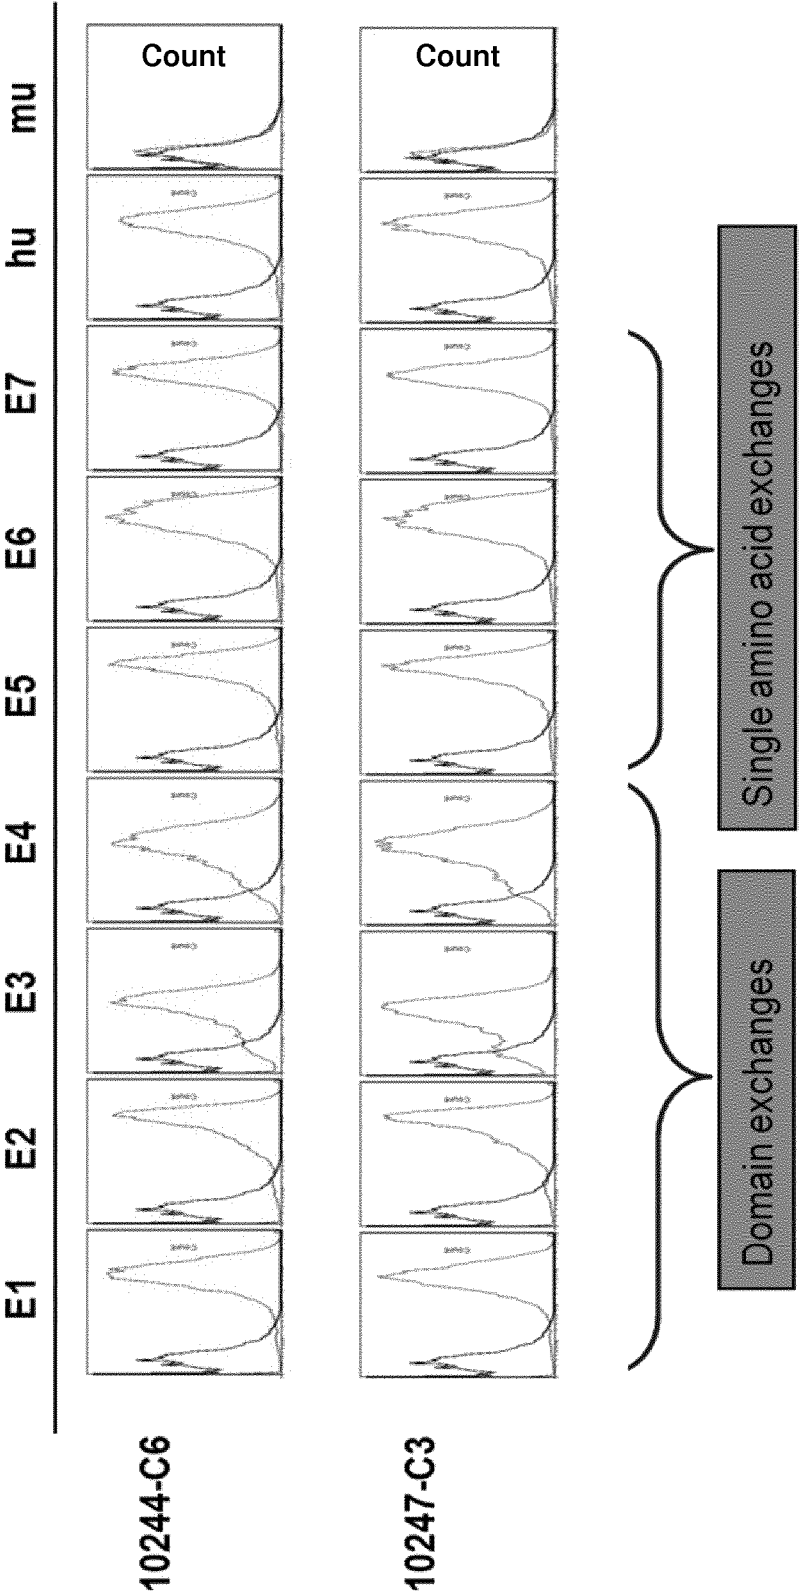 E1 E2 E3 E4 E5 E6 E7 hu mu
10244-C6
Count
10247-C3
Count
Domain exchanges
Single amino acid exchanges